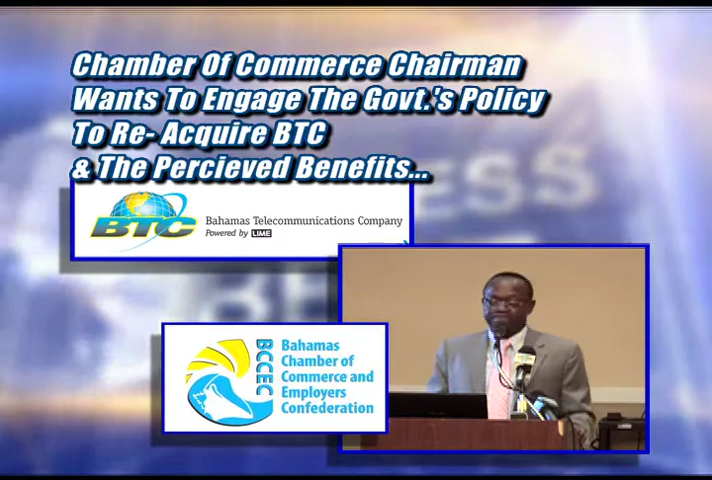 Chamber Of Commerce Chairman
Wants To Engage The Govt.'s Policy
To Re- Acquire BTC
& The Percieved Benefits...
ESS
BTC
Bahamas Telecommunications Company
Powered by LIME
BCCEC
Bahamas
Chamber of
Commerce and
Employers
Confederation